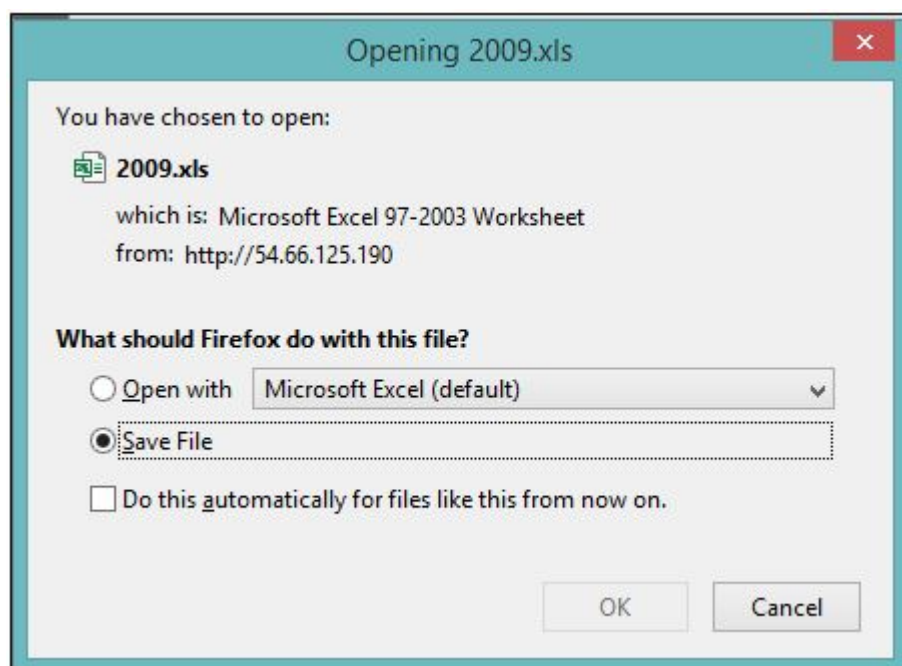 Opening 2009.xls
You have chosen to open:
2009.xls
which is: Microsoft Excel 97-2003 Worksheet
from: http://54.66.125.190
What should Firefox do with this file?
Open with Microsoft Excel (default)
Save File
Do this automatically for files like this from now on.
OK Cancel